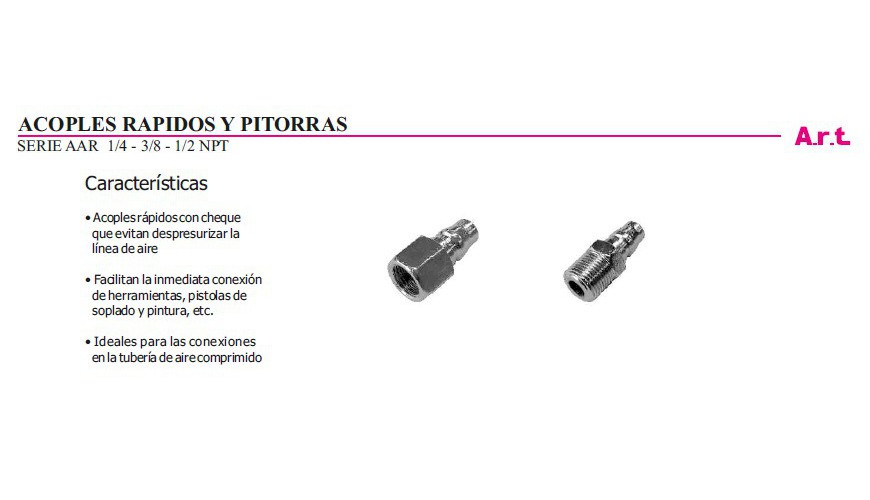 ACOPLES RAPIDOS Y PITORRAS
A.r.t.
SERIE AAR 1/4 - 3/8 - 1/2 NPT
Características
• Acoples rápidos con cheque
que evitan despresurizar la
línea de aire
• Facilitan la inmediata conexión
de herramientas, pistolas de
soplado y pintura, etc.
• Ideales para las conexiones
en la tubería de aire comprimido